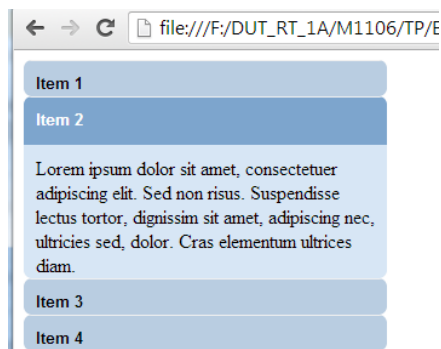 file:///F:/DUT_RT_1A/M1106/TP/
Item 1
Item 2
Lorem ipsum dolor sit amet, consectetuer
adipiscing elit. Sed non risus. Suspendisse
lectus tortor, dignissim sit amet, adipiscing nec,
ultricies sed, dolor. Cras elementum ultrices
diam.
Item 3
Item 4